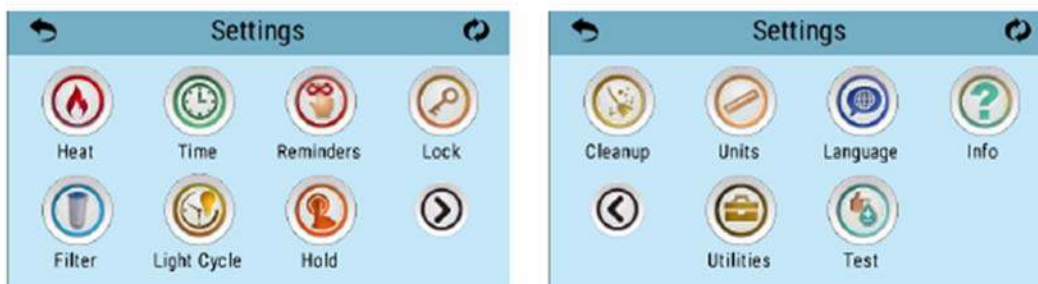 Settings
Heat Time Reminders Lock
Filter Light Cycle Hold
Settings
Cleanup Units Language Info
Utilities Test